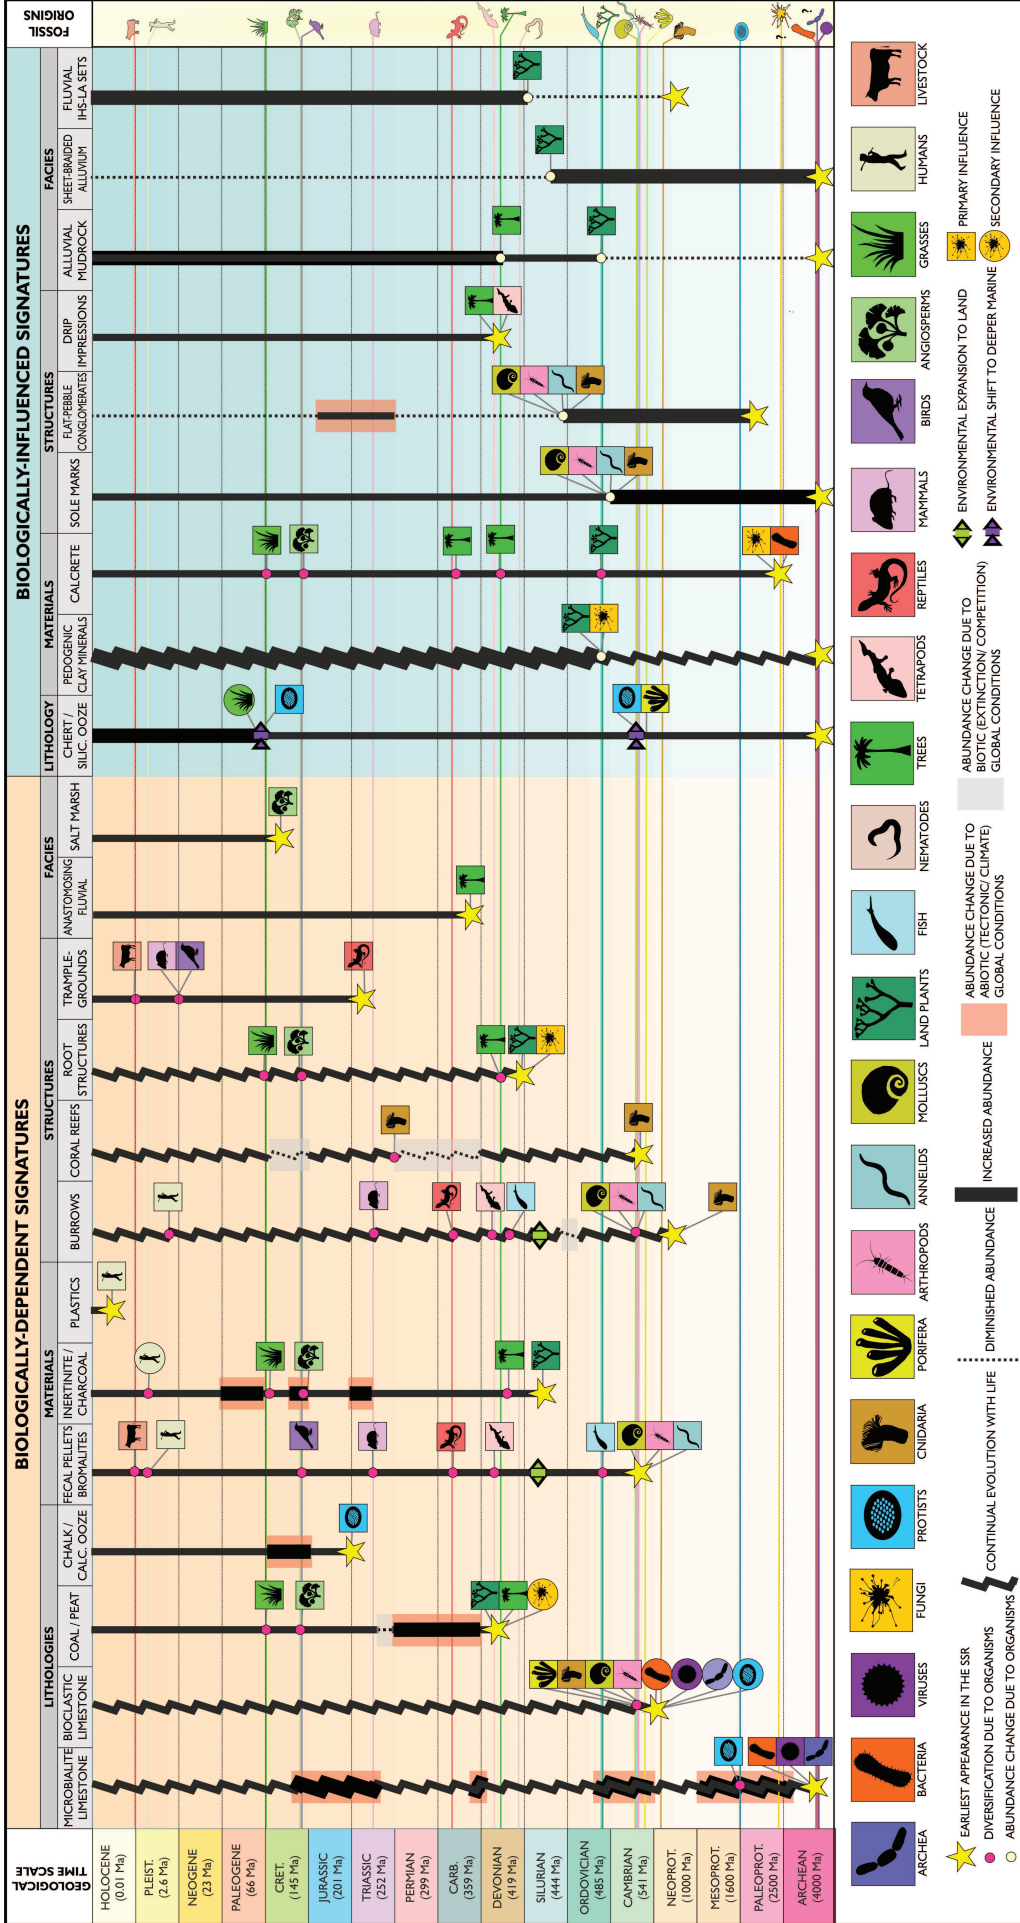 GEOLOGICAL
TIME SCALE
BIOLOGICALLY-DEPENDENT SIGNATURES
BIOLOGICALLY-INFLUENCED SIGNATURES
FOSSIL
ORIGINS
LITHOLOGIES
MATERIALS
STRUCTURES
FACIES
LITHOLOGY
MATERIALS
STRUCTURES
FACIES
MICROBIALITE
LIMESTONE
BIOCLASTIC
LIMESTONE
COAL / PEAT
CHALK /
CALC. OOZE
FECAL PELLETS
BROMALITES
INERTINITE /
CHARCOAL
PLASTICS
BURROWS
CORAL REEFS
ROOT
STRUCTURES
TRAMPLE-
GROUNDS
ANASTOMOSING
FLUVIAL
SALT MARSH
CHERT /
SILIC. OOZE
PEDOGENIC
CLAY MINERALS
CALCRETE
SOLE MARKS
FLAT-PEBBLE
CONGLOMERATES
DRIP
IMPRESSIONS
ALLUVIAL
MUDROCK
SHEET-BRAIDED
ALLUVIUM
FLUVIAL
IHS-LA SETS
HOLOCENE
(0.01 Ma)
PLEIST.
(2.6 Ma)
NEOGENE
(23 Ma)
PALEOGENE
(66 Ma)
CRET.
(145 Ma)
JURASSIC
(201 Ma)
TRIASSIC
(252 Ma)
PERMIAN
(299 Ma)
CARB.
(359 Ma)
DEVONIAN
(419 Ma)
SILURIAN
(444 Ma)
ORDOVICIAN
(485 Ma)
CAMBRIAN
(541 Ma)
NEOPROT.
(1000 Ma)
MESOPROT.
(1600 Ma)
PALEOPROT.
(2500 Ma)
ARCHEAN
(4000 Ma)
?
?
ARCHEA
BACTERIA
VIRUSES
FUNGI
PROTISTS
CNIDARIA
PORIFERA
ARTHROPODS
ANNELIDS
MOLLUSCS
LAND PLANTS
FISH
NEMATODES
TREES
TETRAPODS
REPTILES
MAMMALS
BIRDS
ANGIOSPERMS
GRASSES
HUMANS
LIVESTOCK
EARLIEST APPEARANCE IN THE SSR
DIVERSIFICATION DUE TO ORGANISMS
ABUNDANCE CHANGE DUE TO ORGANISMS
CONTINUAL EVOLUTION WITH LIFE
DIMINISHED ABUNDANCE
INCREASED ABUNDANCE
ABUNDANCE CHANGE DUE TO
ABIOTIC (TECTONIC/ CLIMATE)
GLOBAL CONDITIONS
ABUNDANCE CHANGE DUE TO
BIOTIC (EXTINCTION/ COMPETITION)
GLOBAL CONDITIONS
ENVIRONMENTAL EXPANSION TO LAND
ENVIRONMENTAL SHIFT TO DEEPER MARINE
PRIMARY INFLUENCE
SECONDARY INFLUENCE